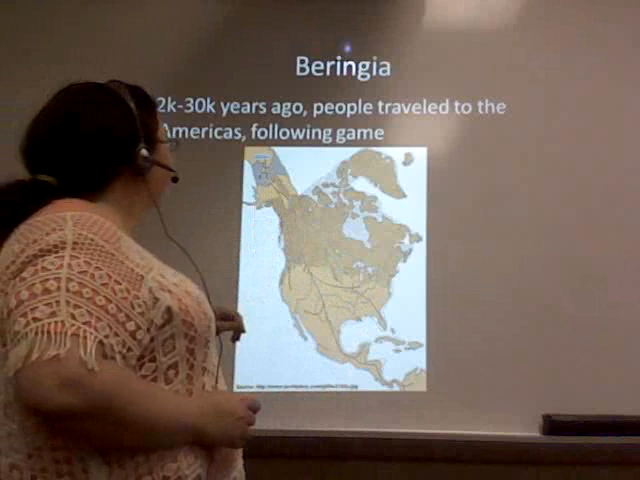 Beringia
2k-30k years ago, people traveled to the
Americas, following game